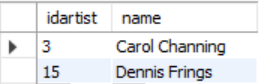 idartist name
3 Carol Channing
15 Dennis Frings